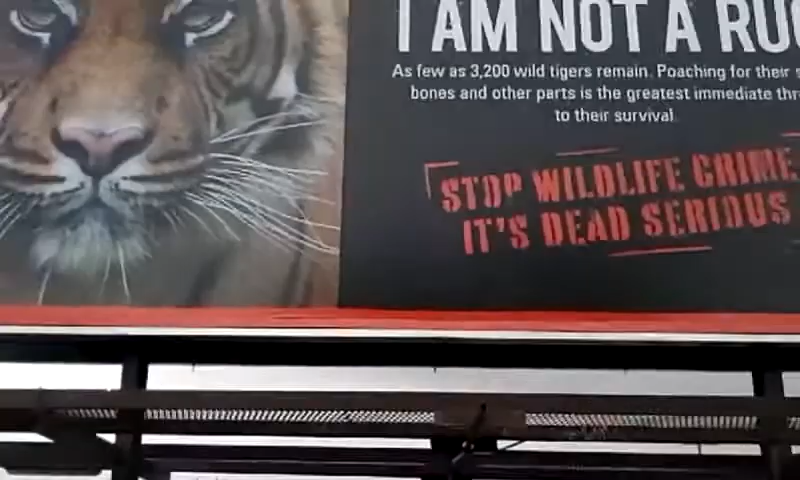 I AM NOT A RUG
As few as 3,200 wild tigers remain. Poaching for their
bones and other parts is the greatest immediate thr
to their survival
STOP WILDLIFE CRIME
IT'S DEAD SERIOUS